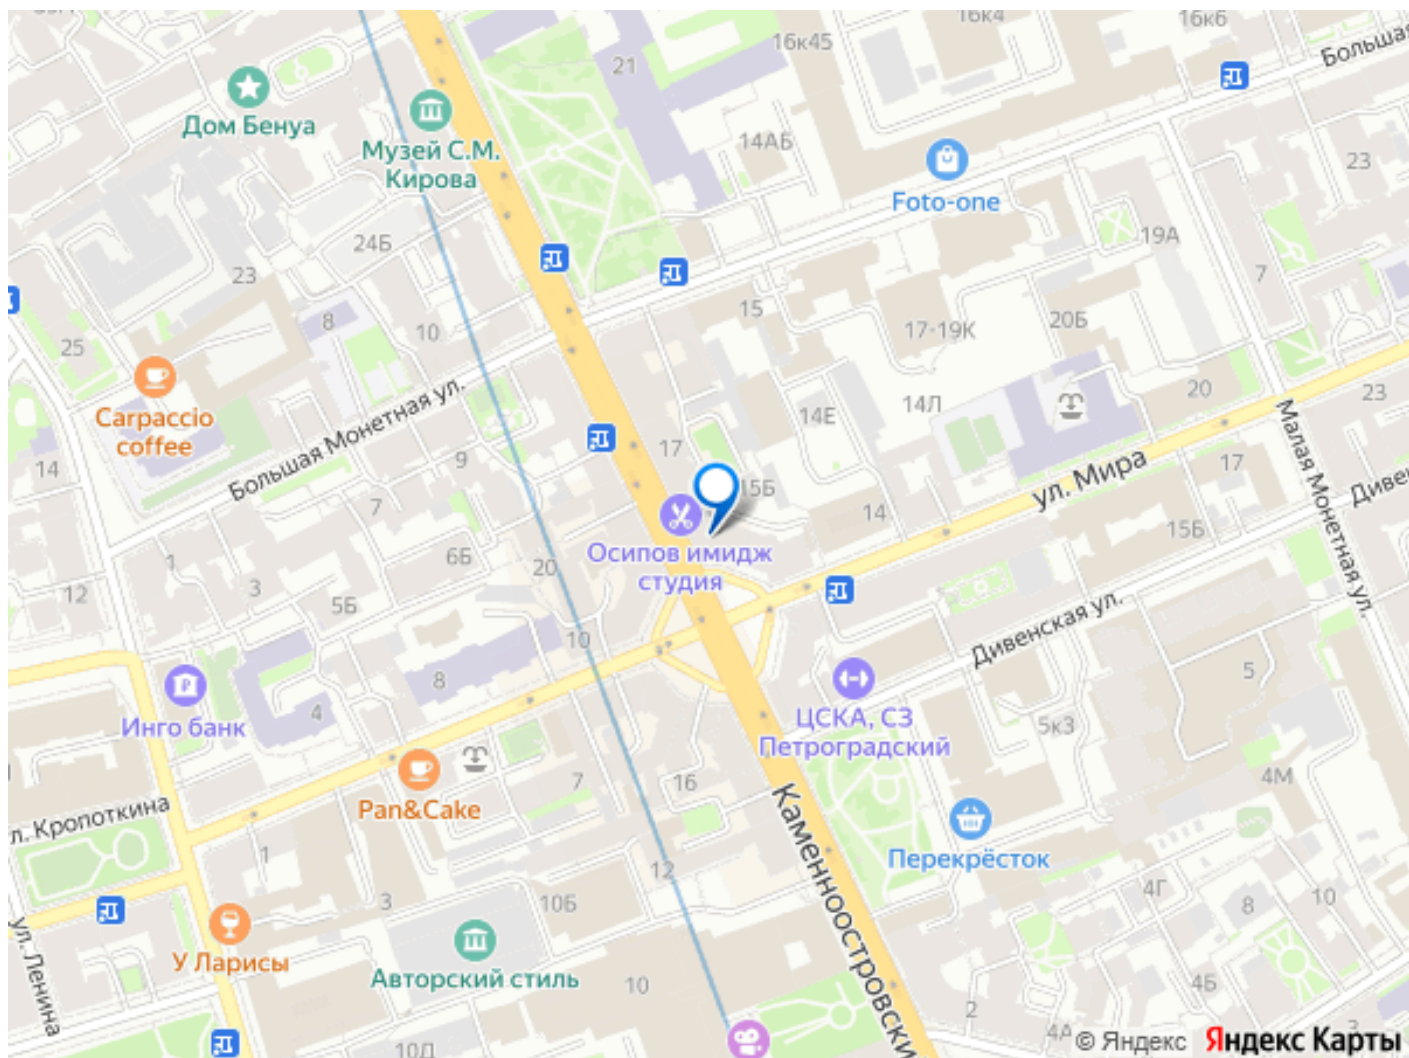 16к4
16к6
16к45
Большая
21
Дом Бенуа
Музей С.М.
Кирова
14АБ
23
Foto-one
24Б
19А
23
7
8
10
15
17-19К
20Б
25
20
23
Carpaccio
coffee
14Е
14Л
Большая Монетная ул.
Малая Монетная ул.
17
9
ул. Мира
17
14
15Б
7
14
Дивенс
15Б
Осипов имидж
студия
1
6Б
20
3
5Б
12
10
Дивенская ул.
8
5
4
Инго банк
ЦСКА, СЗ
Петроградский
5к3
7
16
4М
Pan&Cake
ул. Кропоткина
Каменноостровски
Перекрёсток
1
12
3
10Б
4Г
8
10
У Ларисы
Авторский стиль
ул. Ленина
10
4Б
2
4А
3
10Д
© Яндекс
Яндекс Карты